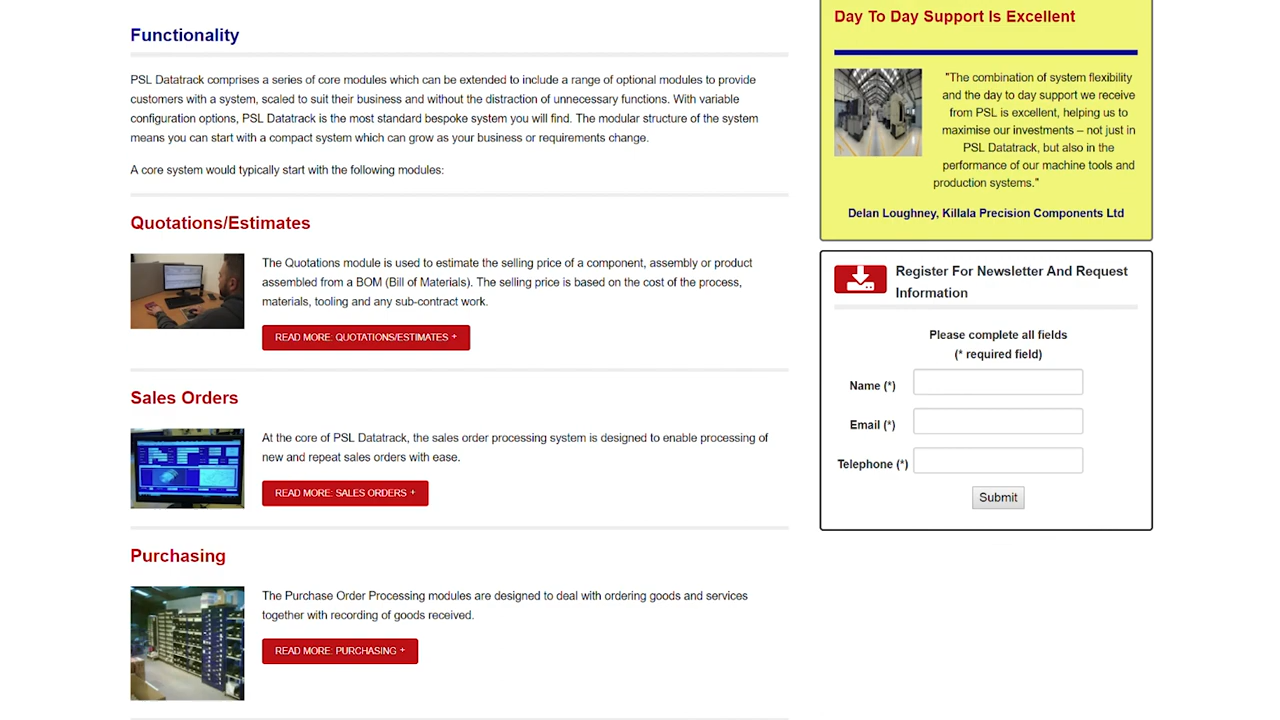 Functionality
PSL Datatrack comprises a series of core modules which can be extended to include a range of optional modules to provide
customers with a system, scaled to suit their business and without the distraction of unnecessary functions. With variable
configuration options, PSL Datatrack is the most standard bespoke system you will find. The modular structure of the system
means you can start with a compact system which can grow as your business or requirements change.
A core system would typically start with the following modules:
Quotations/Estimates
The Quotations module is used to estimate the selling price of a component, assembly or product
assembled from a BOM (Bill of Materials). The selling price is based on the cost of the process,
materials, tooling and any sub-contract work.
READ MORE: QUOTATIONS/ESTIMATES +
Sales Orders
At the core of PSL Datatrack, the sales order processing system is designed to enable processing of
new and repeat sales orders with ease.
READ MORE: SALES ORDERS +
Purchasing
The Purchase Order Processing modules are designed to deal with ordering goods and services
together with recording of goods received.
READ MORE: PURCHASING +
Day To Day Support Is Excellent
"The combination of system flexibility
and the day to day support we receive
from PSL is excellent, helping us to
maximise our investments – not just in
PSL Datatrack, but also in the
performance of our machine tools and
production systems."
Delan Loughney, Killala Precision Components Ltd
Register For Newsletter And Request
Information
Please complete all fields
(* required field)
Name (*)
Email (*)
Telephone (*)
Submit